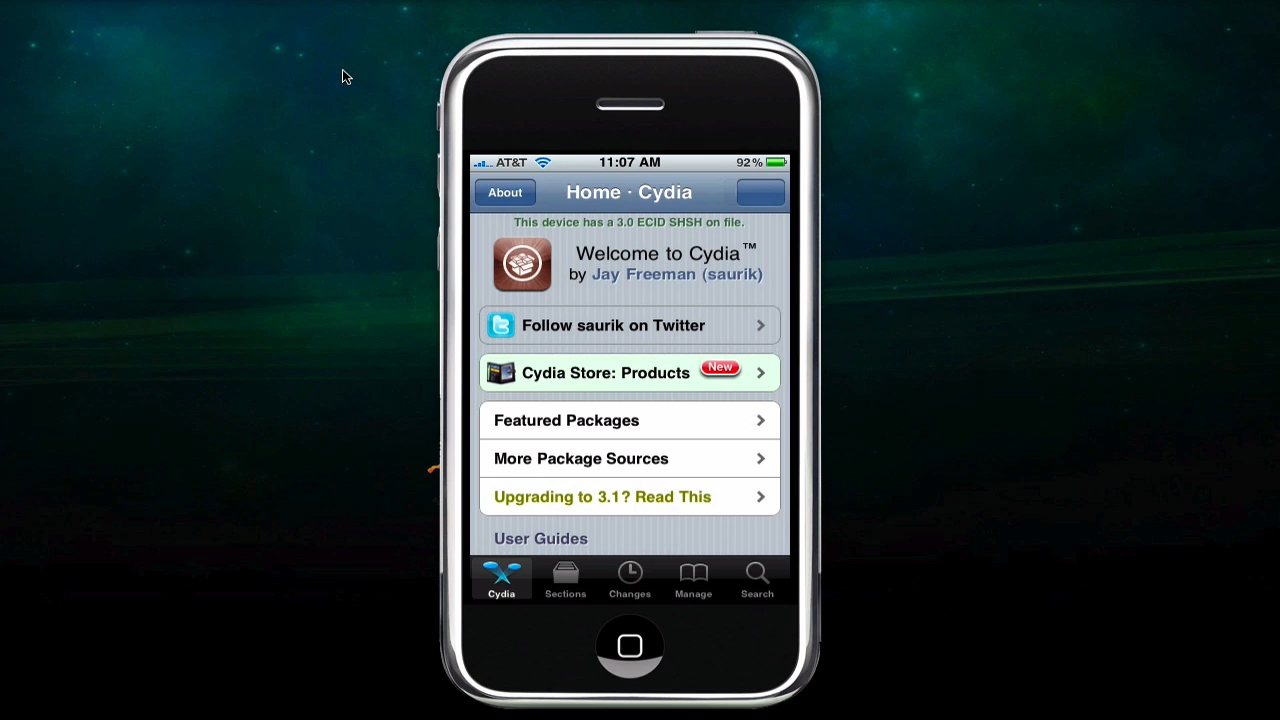 AT&T 11:07 AM 92%
About Home · Cydia
This device has a 3.0 ECID SHSH on file.
Welcome to Cydia™
by Jay Freeman (saurik)
Follow saurik on Twitter
Cydia Store: Products New
Featured Packages
More Package Sources
Upgrading to 3.1? Read This
User Guides
Cydia Sections Changes Manage Search